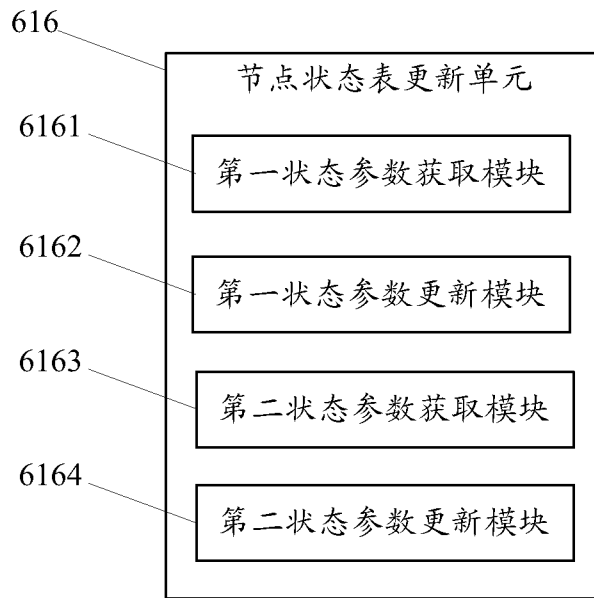 616
节点状态表更新单元
6161
第一状态参数获取模块
6162
第一状态参数更新模块
6163
第二状态参数获取模块
6164
第二状态参数更新模块